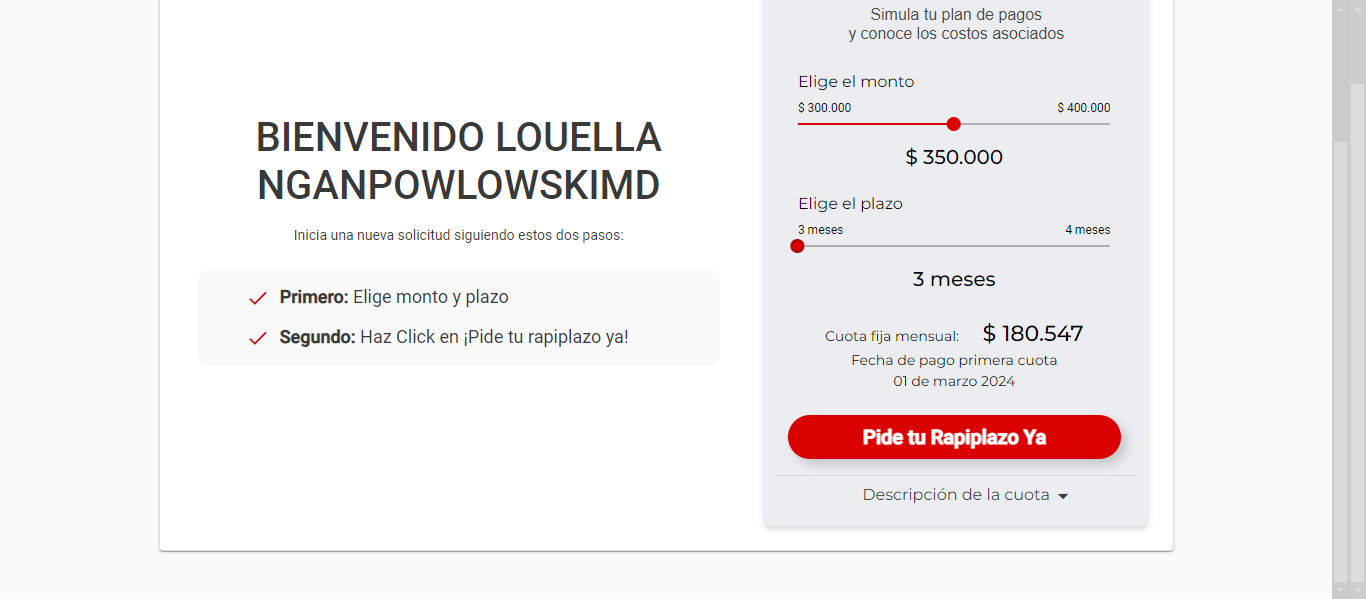 BIENVENIDO LOUELLA
NGANPOWLOWSKIMD
Inicia una nueva solicitud siguiendo estos dos pasos:
Primero: Elige monto y plazo
Segundo: Haz Click en ¡Pide tu rapiplazo ya!
Simula tu plan de pagos
y conoce los costos asociados
Elige el monto
$ 300.000 $ 400.000
$ 350.000
Elige el plazo
3 meses 4 meses
3 meses
Cuota fija mensual: $ 180.547
Fecha de pago primera cuota
01 de marzo 2024
Pide tu Rapiplazo Ya
Descripción de la cuota